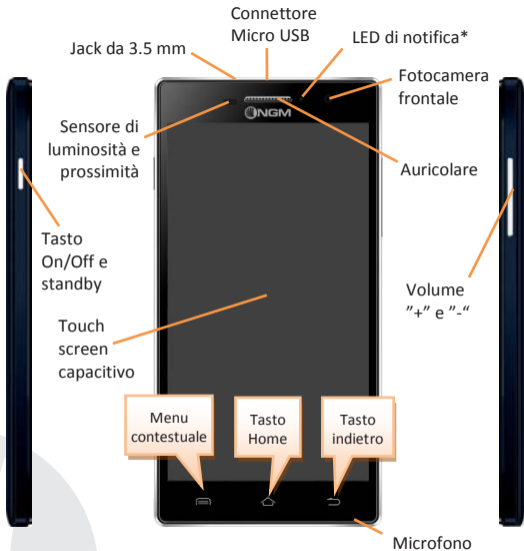 Connettore
Micro USB
Jack da 3.5 mm
LED di notifica*
Fotocamera
frontale
NGM
Sensore di
luminosità e
prossimità
Auricolare
Tasto
On/Off e
standby
Volume
”+” e ”-“
Touch
screen
capacitivo
Menu
contestuale
Tasto
Home
Tasto
indietro
Microfono